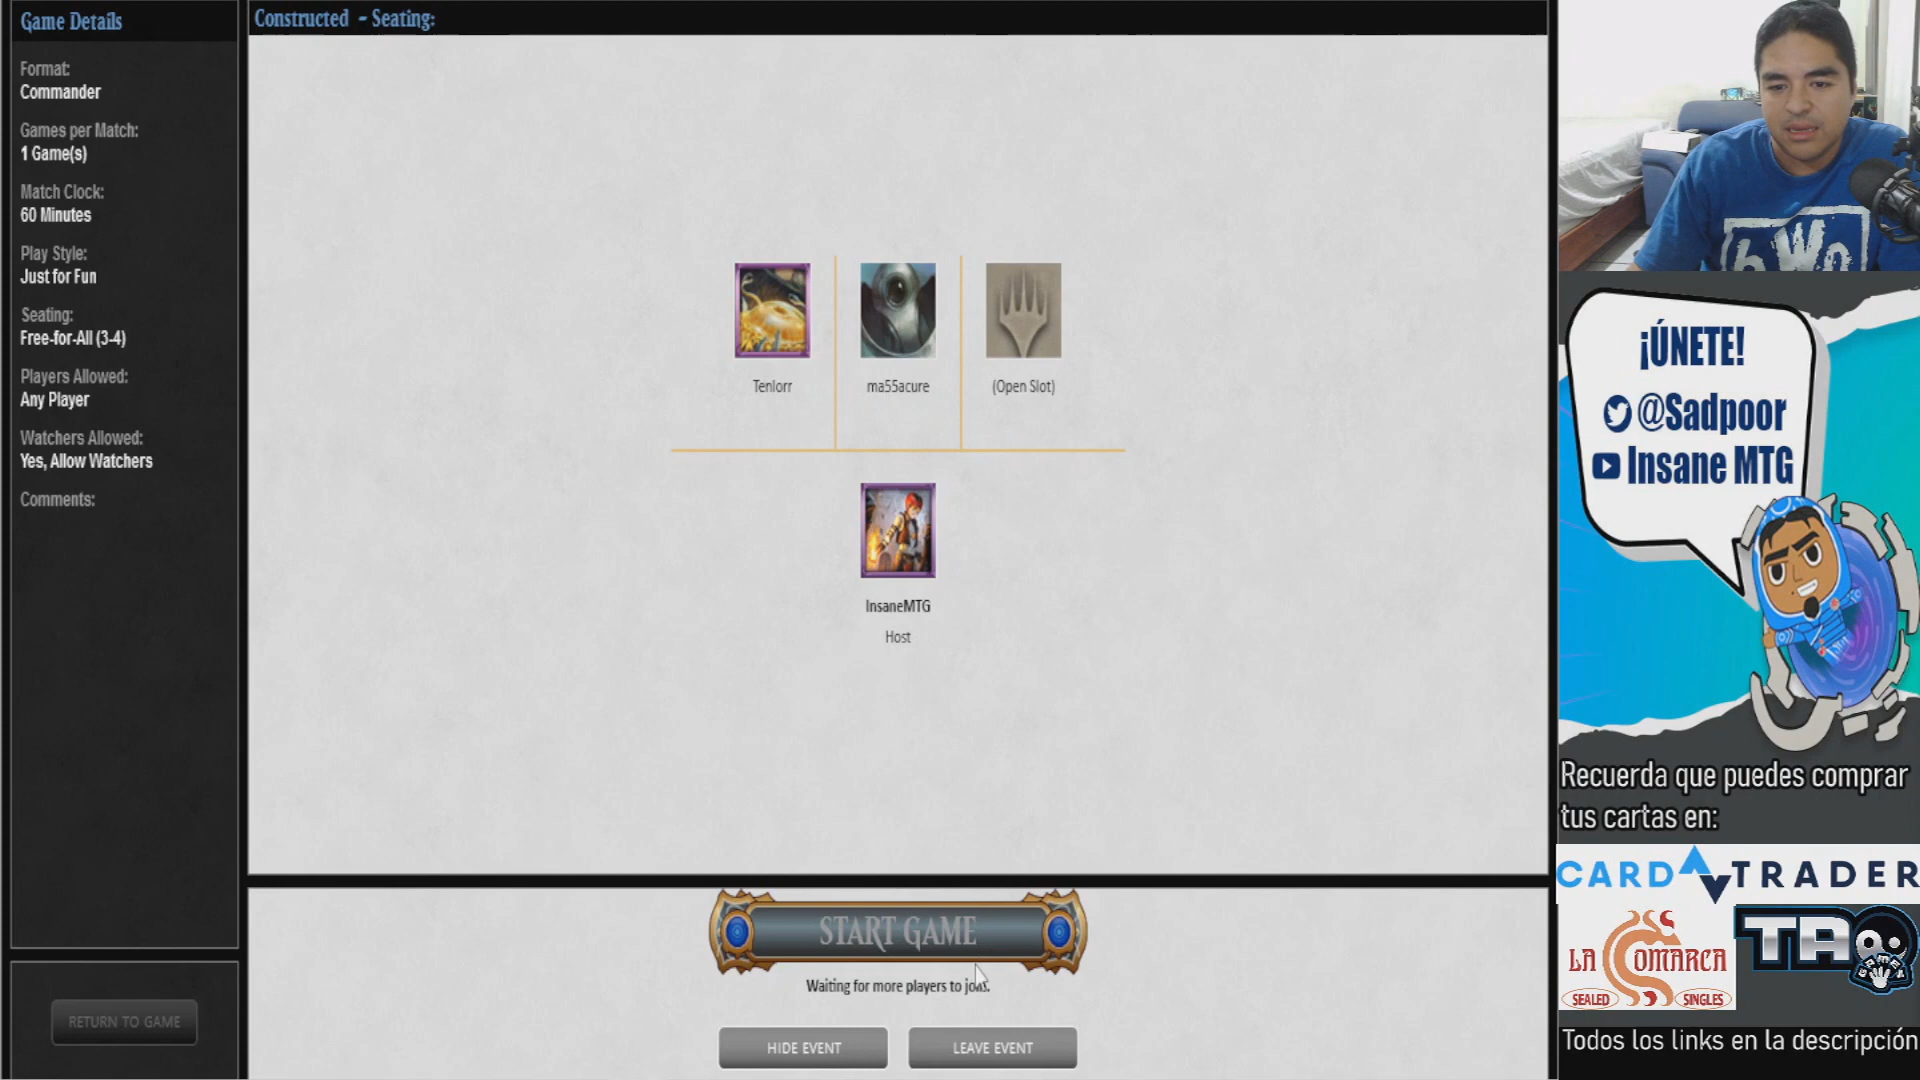 Game Details
Format:
Commander
Games per Match:
1 Game(s)
Match Clock:
60 Minutes
Play Style:
Just for Fun
Seating:
Free-for-All (3-4)
Players Allowed:
Any Player
Watchers Allowed:
Yes, Allow Watchers
Comments:
RETURN TO GAME
Constructed - Seating:
Tenlorr
ma55acure
(Open Slot)
InsaneMTG
Host
START GAME
Waiting for more players to join.
HIDE EVENT
LEAVE EVENT
¡ÚNETE!
@Sadpoor
Insane MTG
Recuerda que puedes comprar
tus cartas en:
CARD TRADER
LA COMARCA
SEALED SINGLES
TAO
GAMES
Todos los links en la descripción